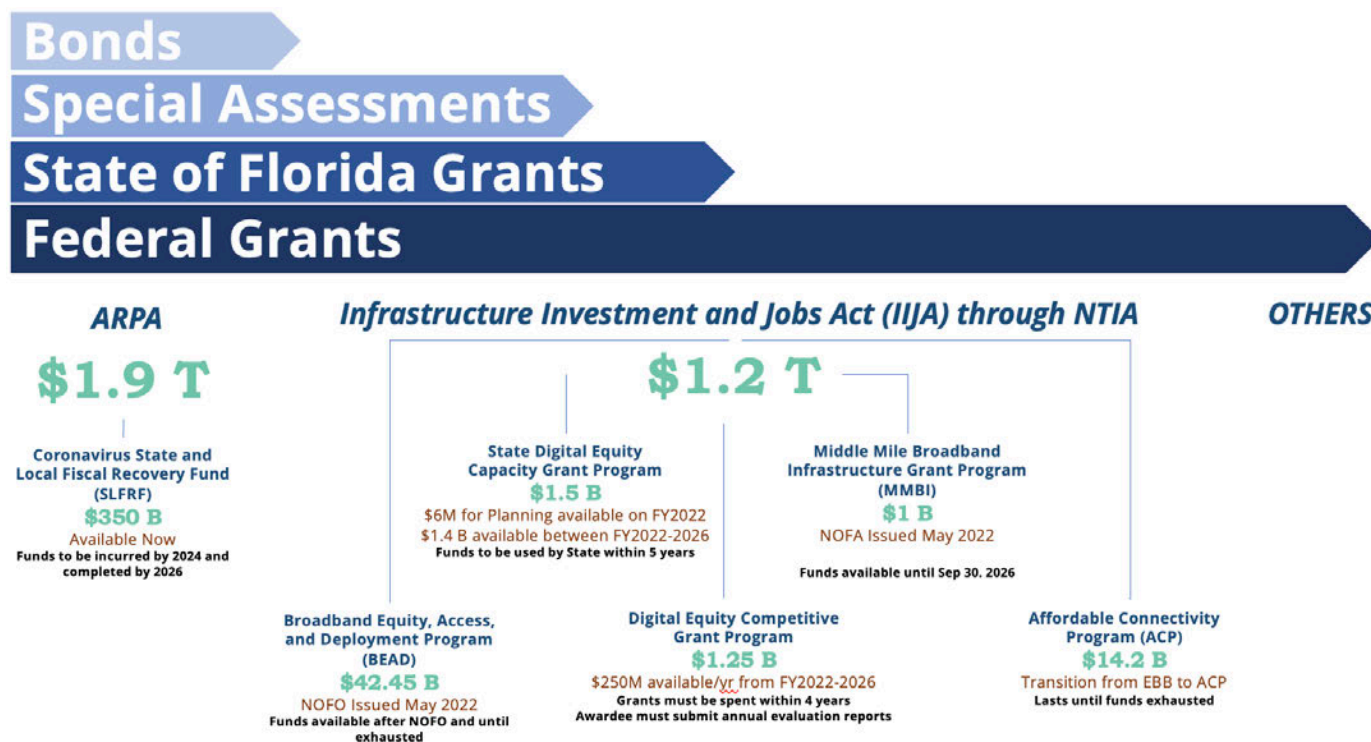 Bonds
Special Assessments
State of Florida Grants
Federal Grants
ARPA
Infrastructure Investment and Jobs Act (IIJA) through NTIA
OTHERS
$1.9 T
$1.2 T
Coronavirus State and
Local Fiscal Recovery Fund
(SLFRF)
$350 B
Available Now
Funds to be incurred by 2024 and
completed by 2026
State Digital Equity
Capacity Grant Program
$1.5 B
$6M for Planning available on FY2022
$1.4 B available between FY2022-2026
Funds to be used by State within 5 years
Middle Mile Broadband
Infrastructure Grant Program
(MMBI)
$1 B
NOFA Issued May 2022
Funds available until Sep 30. 2026
Broadband Equity, Access,
and Deployment Program
(BEAD)
$42.45 B
NOFO Issued May 2022
Funds available after NOFO and until
exhausted
Digital Equity Competitive
Grant Program
$1.25 B
$250M available/yr from FY2022-2026
Grants must be spent within 4 years
Awardee must submit annual evaluation reports
Affordable Connectivity
Program (ACP)
$14.2 B
Transition from EBB to ACP
Lasts until funds exhausted